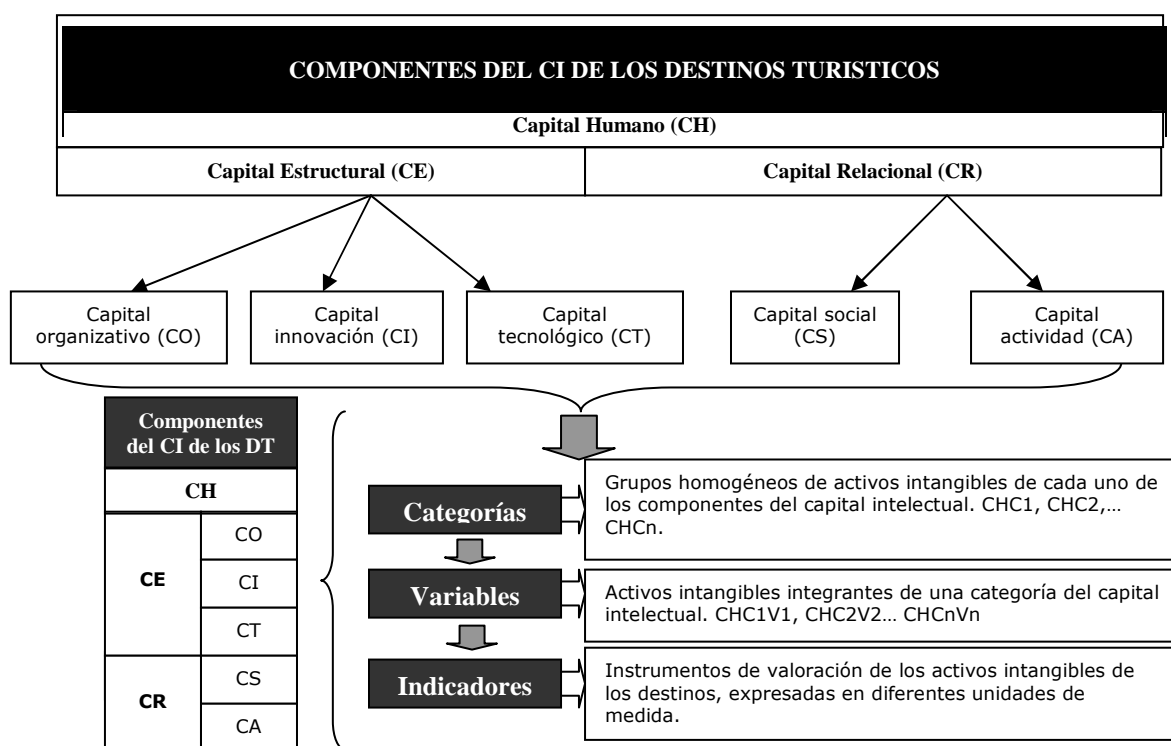 COMPONENTES DEL CI DE LOS DESTINOS TURISTICOS
Capital Humano (CH)
Capital Estructural (CE)
Capital Relacional (CR)
Capital
organizativo (CO)
Capital
innovación (CI)
Capital
tecnológico (CT)
Capital social
(CS)
Capital
actividad (CA)
Componentes
del CI de los DT
CH
CE
CO
CI
CT
CR
CS
CA
Categorías
Grupos homogéneos de activos intangibles de cada uno de
los componentes del capital intelectual. CHC1, CHC2,...
CHCn.
Variables
Activos intangibles integrantes de una categoría del capital
intelectual. CHC1V1, CHC2V2... CHCnVn
Indicadores
Instrumentos de valoración de los activos intangibles de
los destinos, expresadas en diferentes unidades de
medida.